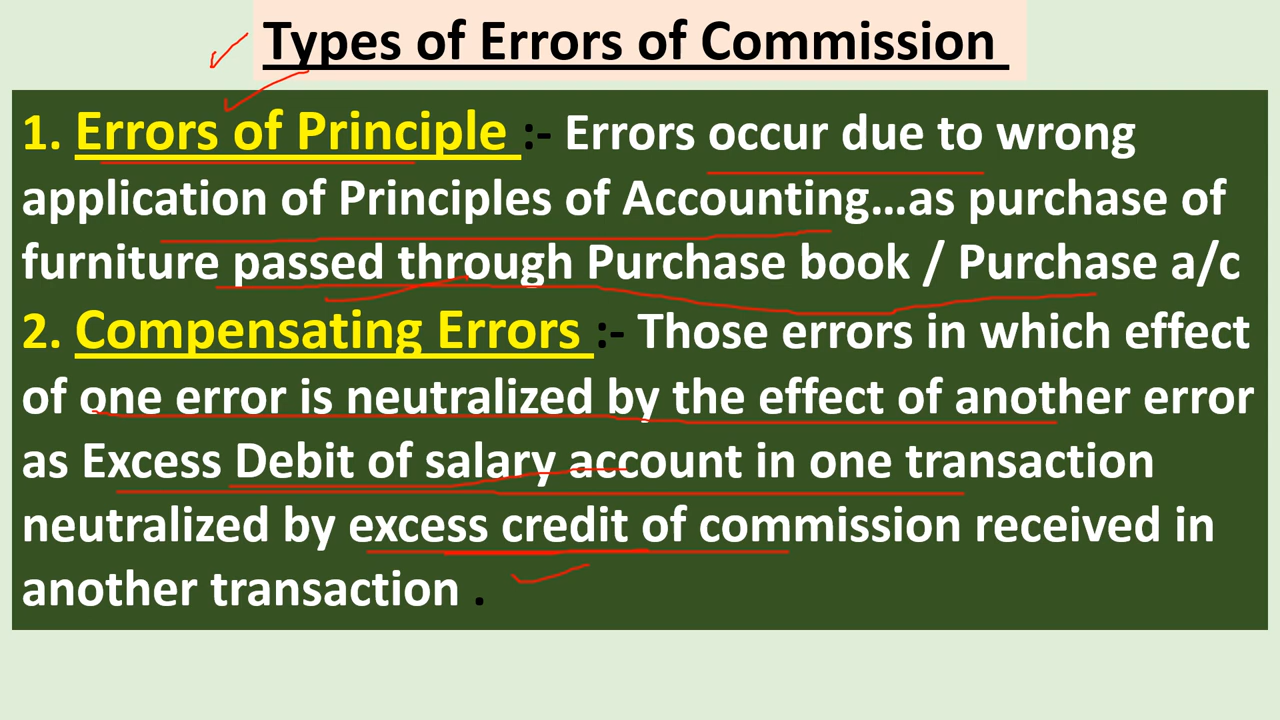 Types of Errors of Commission
1. Errors of Principle :- Errors occur due to wrong
application of Principles of Accounting...as purchase of
furniture passed through Purchase book / Purchase a/c
2. Compensating Errors :- Those errors in which effect
of one error is neutralized by the effect of another error
as Excess Debit of salary account in one transaction
neutralized by excess credit of commission received in
another transaction .